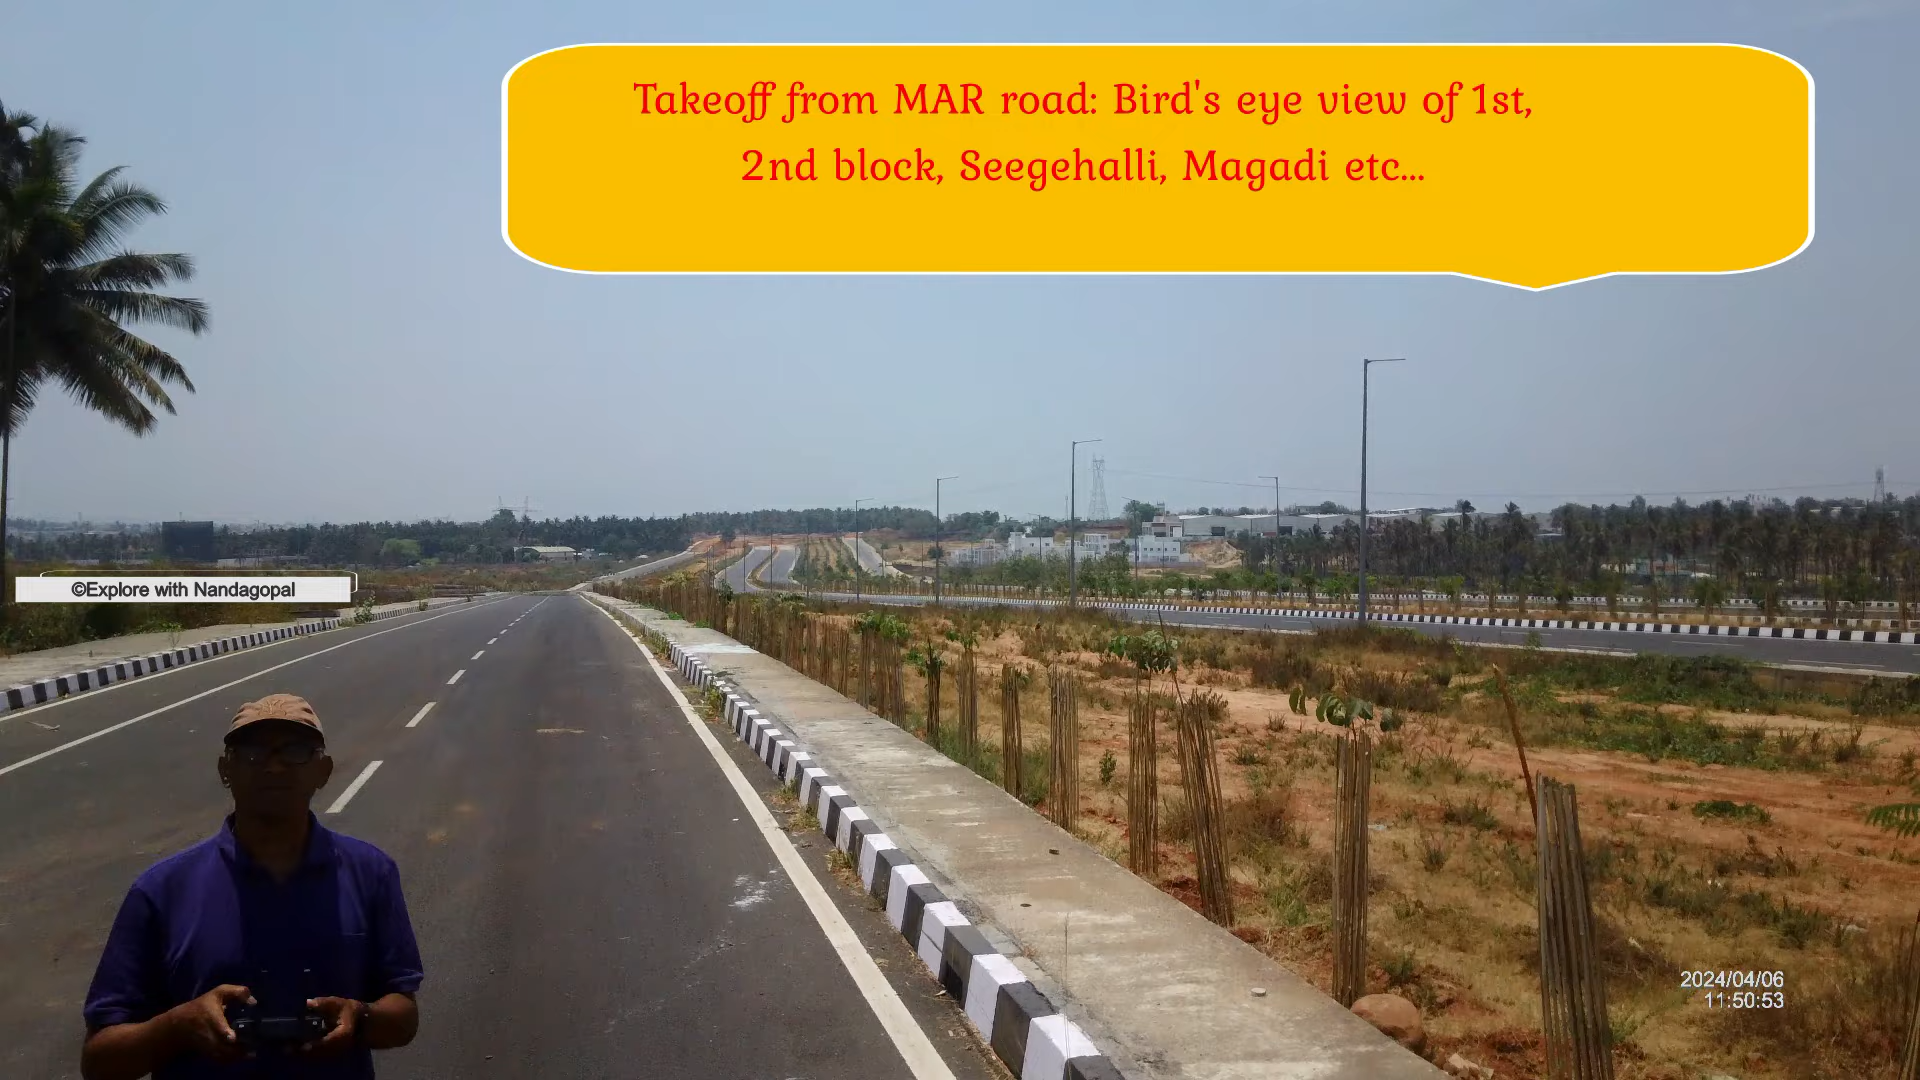 Takeoff from MAR road: Bird's eye view of 1st,
2nd block, Seegehalli, Magadi etc...
©Explore with Nandagopal
2024/04/06
11:50:53